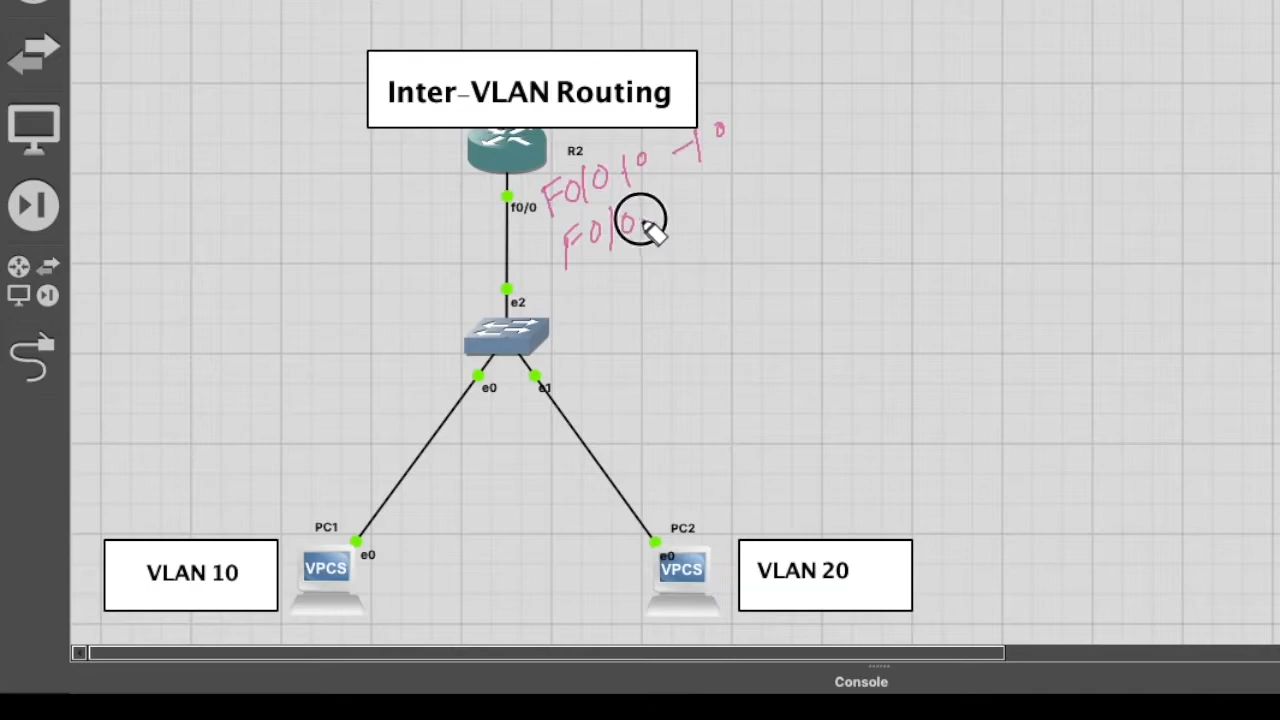 Inter-VLAN Routing
R2
F0/0 10 - 10
f0/0
F0/0
e2
e0
e1
PC1
PC2
e0
e0
VLAN 10
VPCS
VPCS
VLAN 20
Console